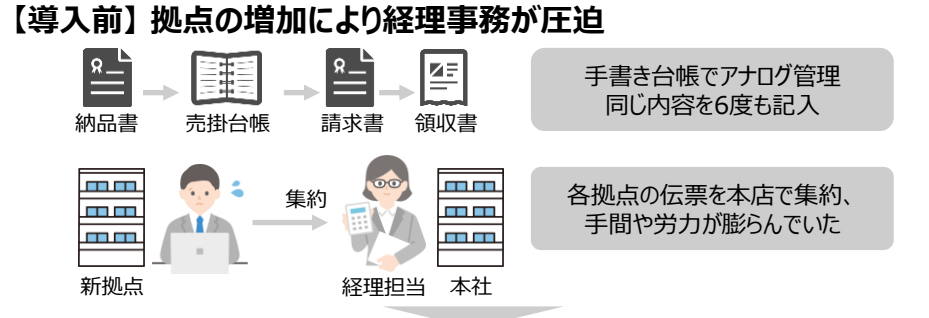 【導入前】拠点の増加により経理事務が圧迫
納品書 売掛台帳 請求書 領収書
手書き台帳でアナログ管理
同じ内容を6度も記入
集約
新拠点 経理担当 本社
各拠点の伝票を本店で集約、
手間や労力が膨らんでいた